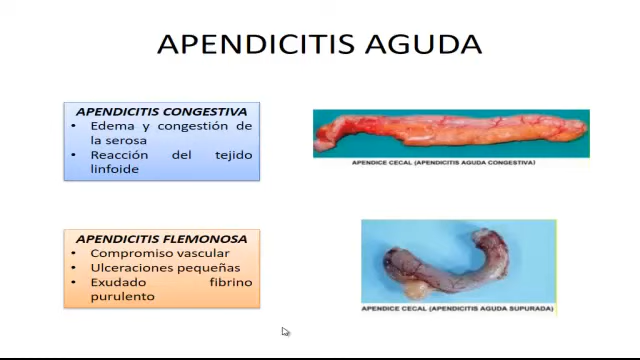 APENDICITIS AGUDA
APENDICITIS CONGESTIVA
• Edema y congestión de
la serosa
• Reacción del tejido
linfoide
APENDICE CECAL (APENDICITIS AGUDA CONGESTIVA)
APENDICITIS FLEMONOSA
• Compromiso vascular
• Ulceraciones pequeñas
• Exudado fibrino
purulento
APENDICE CECAL (APENDICITIS AGUDA SUPURADA)